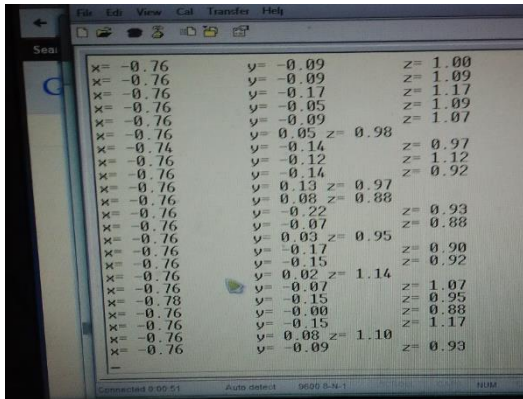 File Edi View Cal Transfer Help
Sea
G
x= -0.76 y= -0.09 z= 1.00
x= -0.76 y= -0.09 z= 1.09
x= -0.76 y= -0.17 z= 1.17
x= -0.76 y= -0.05 z= 1.09
x= -0.76 y= -0.09 z= 1.07
x= -0.76 y= 0.05 z= 0.98
x= -0.74 y= -0.14 z= 0.97
x= -0.76 y= -0.12 z= 1.12
x= -0.76 y= -0.14 z= 0.92
x= -0.76 y= 0.13 z= 0.97
x= -0.76 y= 0.08 z= 0.88
x= -0.76 y= -0.22 z= 0.93
x= -0.76 y= -0.07 z= 0.88
x= -0.76 y= 0.03 z= 0.95
x= -0.76 y= -0.17 z= 0.90
x= -0.76 y= -0.15 z= 0.92
x= -0.76 y= 0.02 z= 1.14
x= -0.76 y= -0.07 z= 1.07
x= -0.78 y= -0.15 z= 0.95
x= -0.76 y= -0.00 z= 0.88
x= -0.76 y= -0.15 z= 1.17
x= -0.76 y= 0.08 z= 1.10
x= -0.76 y= -0.09 z= 0.93
Connected 0:00:51 Auto detect 9600 8-N-1 SCROLL CAPS NUM